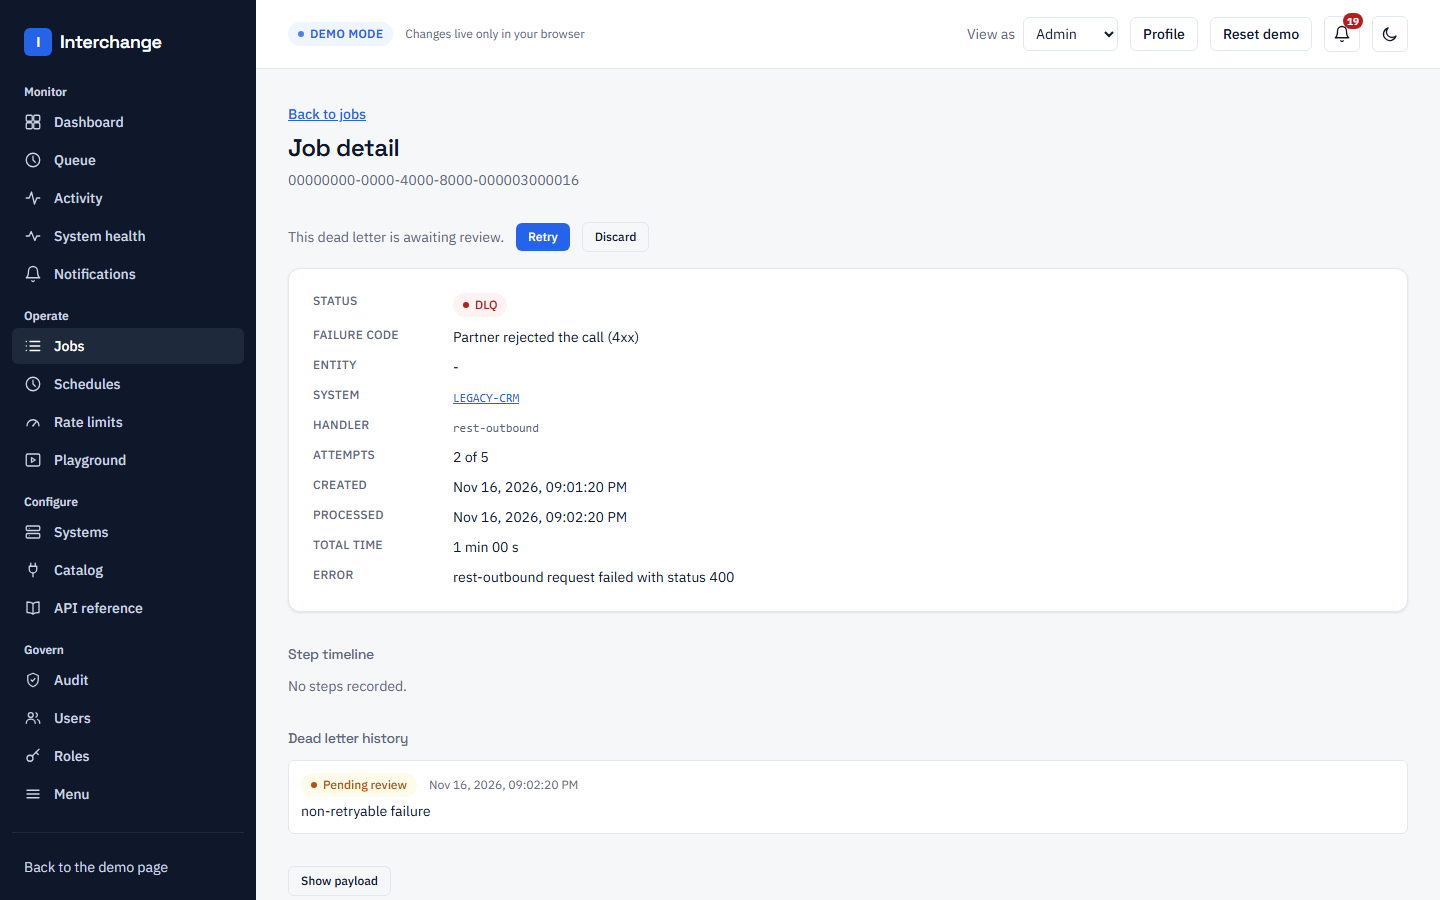 I Interchange
Monitor
Dashboard
Queue
Activity
System health
Notifications
Operate
Jobs
Schedules
Rate limits
Playground
Configure
Systems
Catalog
API reference
Govern
Audit
Users
Roles
Menu
Back to the demo page
DEMO MODE Changes live only in your browser
View as Admin Profile Reset demo 19
Back to jobs
Job detail
00000000-0000-4000-8000-000003000016
This dead letter is awaiting review. Retry Discard
STATUS DLQ
FAILURE CODE Partner rejected the call (4xx)
ENTITY -
SYSTEM LEGACY-CRM
HANDLER rest-outbound
ATTEMPTS 2 of 5
CREATED Nov 16, 2026, 09:01:20 PM
PROCESSED Nov 16, 2026, 09:02:20 PM
TOTAL TIME 1 min 00 s
ERROR rest-outbound request failed with status 400
Step timeline
No steps recorded.
Dead letter history
Pending review Nov 16, 2026, 09:02:20 PM
non-retryable failure
Show payload